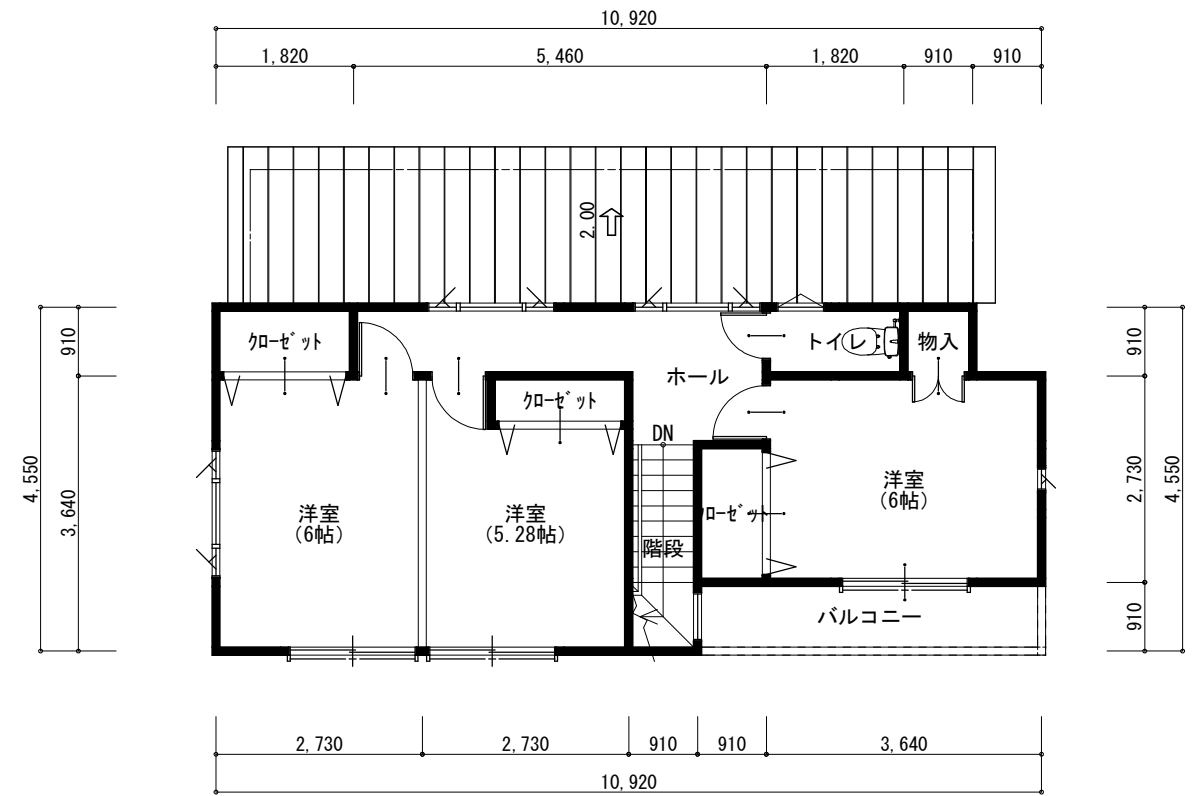 10,920
1,820
5,460
1,820
910
910
2.00
クローゼット
トイレ
物入
ホール
クローゼット
DN
洋室
(6帖)
洋室
(6帖)
洋室
(5.28帖)
クローゼット
階段
バルコニー
910
4,550
3,640
910
2,730
4,550
910
2,730
2,730
910
910
3,640
10,920